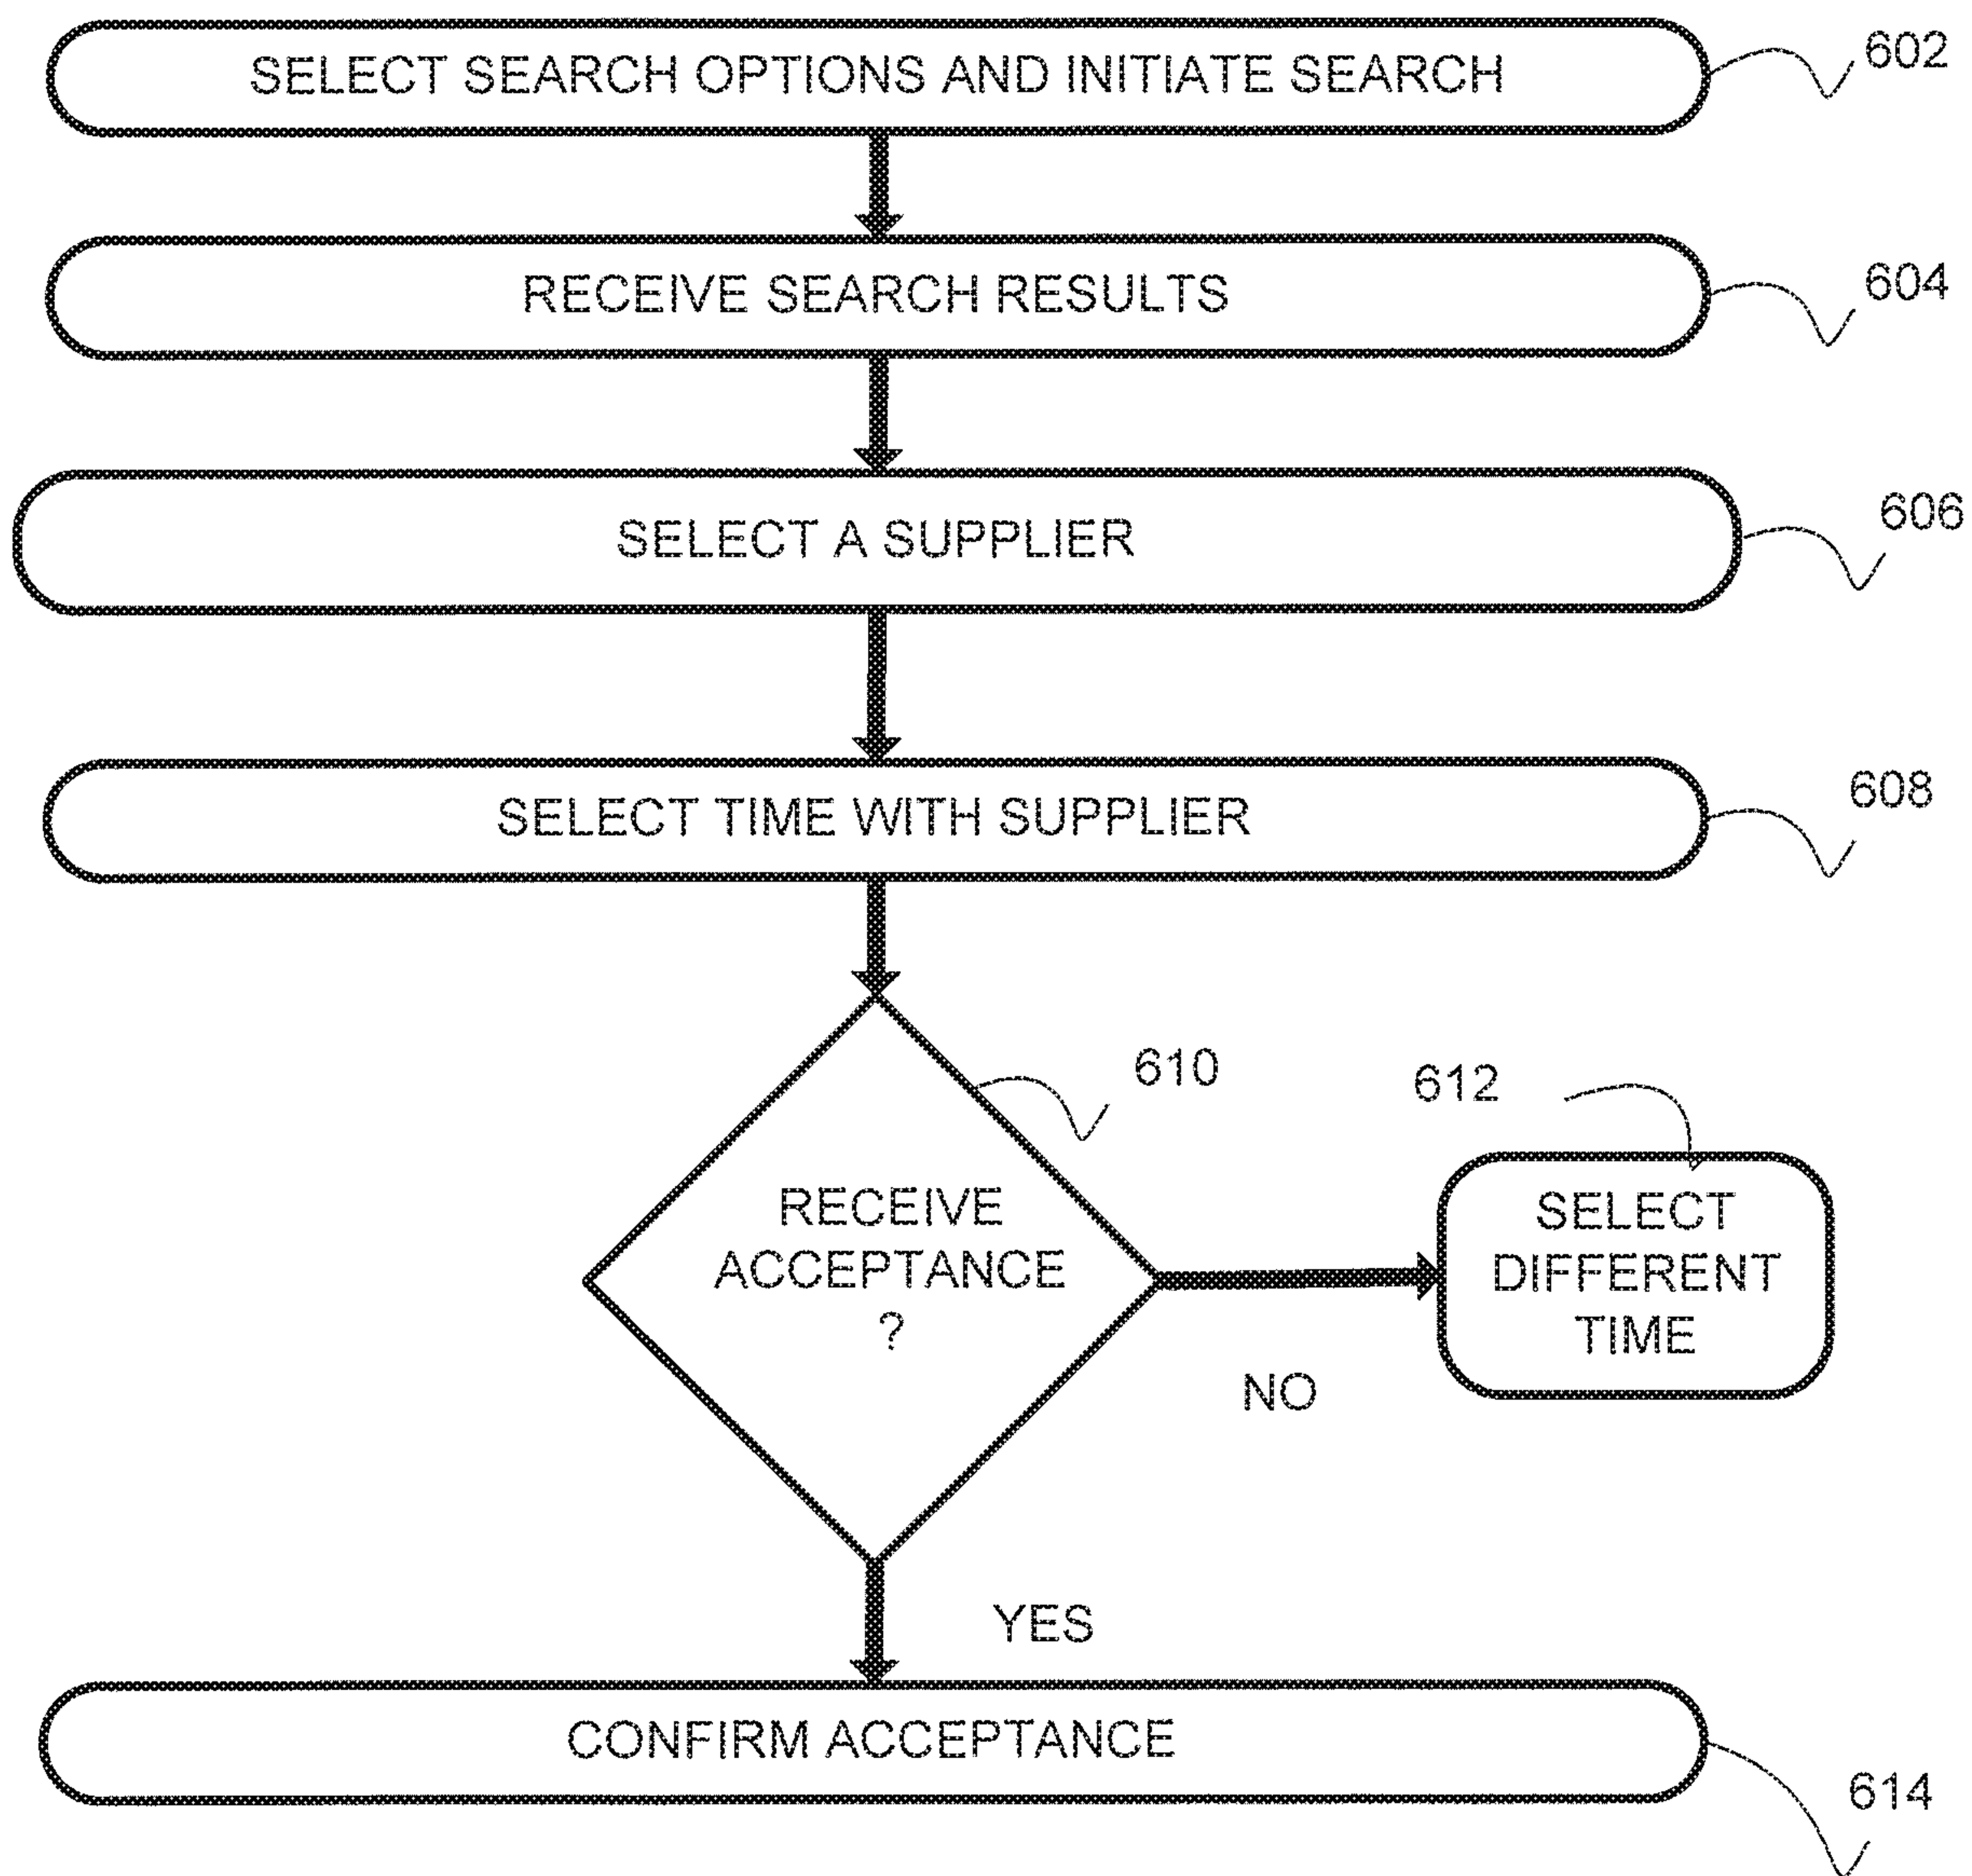 SELECT SEARCH OPTIONS AND INITIATE SEARCH
602
RECEIVE SEARCH RESULTS
604
SELECT A SUPPLIER
606
SELECT TIME WITH SUPPLIER
608
610
RECEIVE
ACCEPTANCE
?
612
SELECT
DIFFERENT
TIME
NO
YES
CONFIRM ACCEPTANCE
614